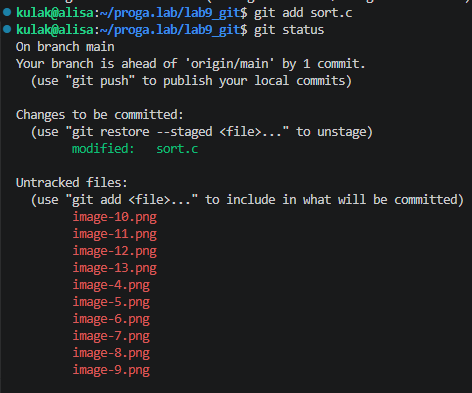 kulak@alisa:~/proga.lab/lab9_git$ git add sort.c
kulak@alisa:~/proga.lab/lab9_git$ git status
On branch main
Your branch is ahead of 'origin/main' by 1 commit.
  (use "git push" to publish your local commits)

Changes to be committed:
  (use "git restore --staged <file>..." to unstage)
        modified:   sort.c

Untracked files:
  (use "git add <file>..." to include in what will be committed)
        image-10.png
        image-11.png
        image-12.png
        image-13.png
        image-4.png
        image-5.png
        image-6.png
        image-7.png
        image-8.png
        image-9.png